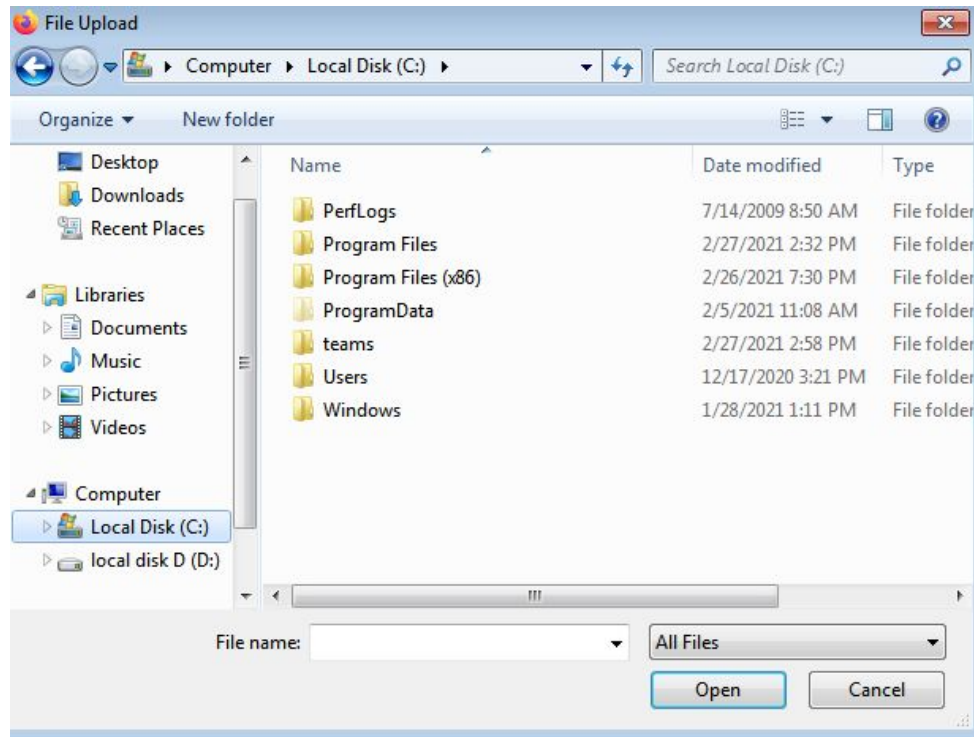 File Upload
Computer Local Disk (C:) Search Local Disk (C:)
Organize New folder
Desktop
Downloads
Recent Places
Libraries
Documents
Music
Pictures
Videos
Computer
Local Disk (C:)
local disk D (D:)
Name Date modified Type
PerfLogs 7/14/2009 8:50 AM File folder
Program Files 2/27/2021 2:32 PM File folder
Program Files (x86) 2/26/2021 7:30 PM File folder
ProgramData 2/5/2021 11:08 AM File folder
teams 2/27/2021 2:58 PM File folder
Users 12/17/2020 3:21 PM File folder
Windows 1/28/2021 1:11 PM File folder
File name: All Files
Open Cancel